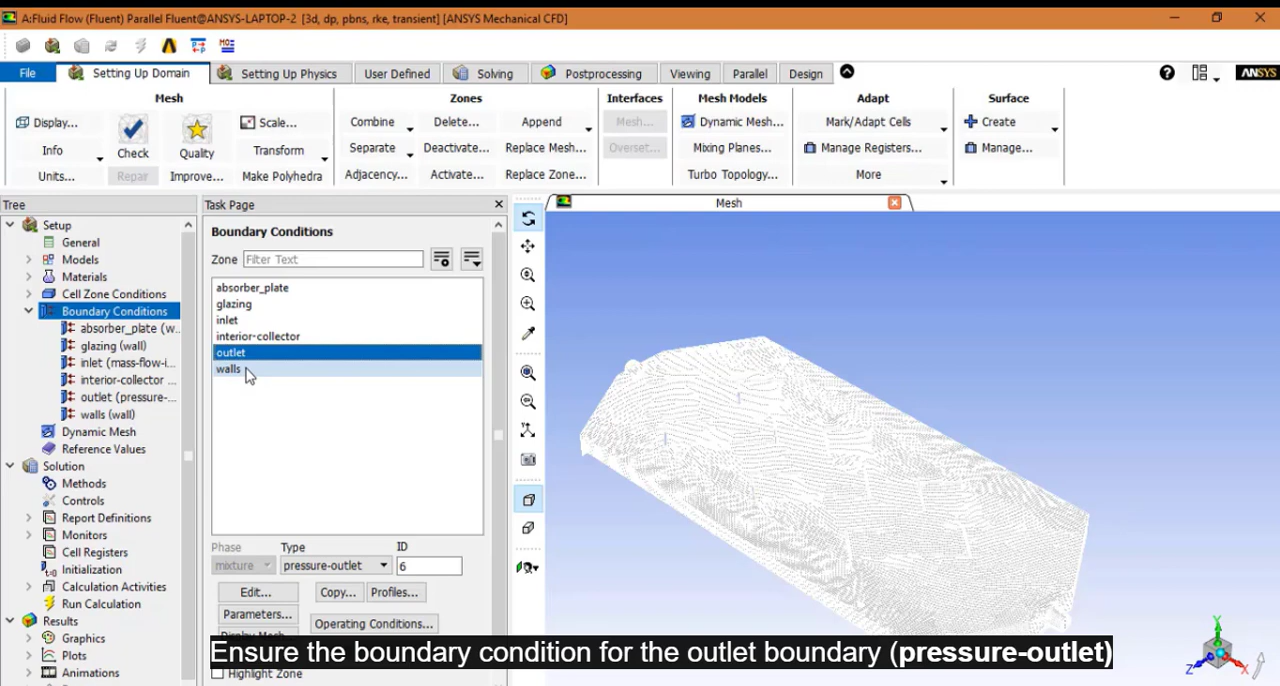 A:Fluid Flow (Fluent) Parallel Fluent@ANSYS-LAPTOP-2 [3d, dp, pbns, rke, transient] [ANSYS Mechanical CFD]
File
Setting Up Domain
Setting Up Physics
User Defined
Solving
Postprocessing
Viewing
Parallel
Design
ANSYS
Mesh
Zones
Interfaces
Mesh Models
Adapt
Surface
Display...
Info
Units...
Check
Repair
Quality
Improve...
Scale...
Transform
Make Polyhedra
Combine
Separate
Adjacency...
Delete...
Deactivate...
Activate...
Append
Replace Mesh...
Replace Zone...
Mesh...
Overset...
Dynamic Mesh...
Mixing Planes...
Turbo Topology...
Mark/Adapt Cells
Manage Registers...
More
Create
Manage...
Tree
Setup
General
Models
Materials
Cell Zone Conditions
Boundary Conditions
absorber_plate (w...
glazing (wall)
inlet (mass-flow-i...
interior-collector ...
outlet (pressure-...
walls (wall)
Dynamic Mesh
Reference Values
Solution
Methods
Controls
Report Definitions
Monitors
Cell Registers
Initialization
Calculation Activities
Run Calculation
Results
Graphics
Plots
Animations
Task Page
Boundary Conditions
Zone
Filter Text
absorber_plate
glazing
inlet
interior-collector
outlet
walls
Phase
Type
ID
mixture
pressure-outlet
6
Edit...
Copy...
Profiles...
Parameters...
Operating Conditions...
Highlight Zone
Mesh
Y
Z
X
Ensure the boundary condition for the outlet boundary (pressure-outlet)